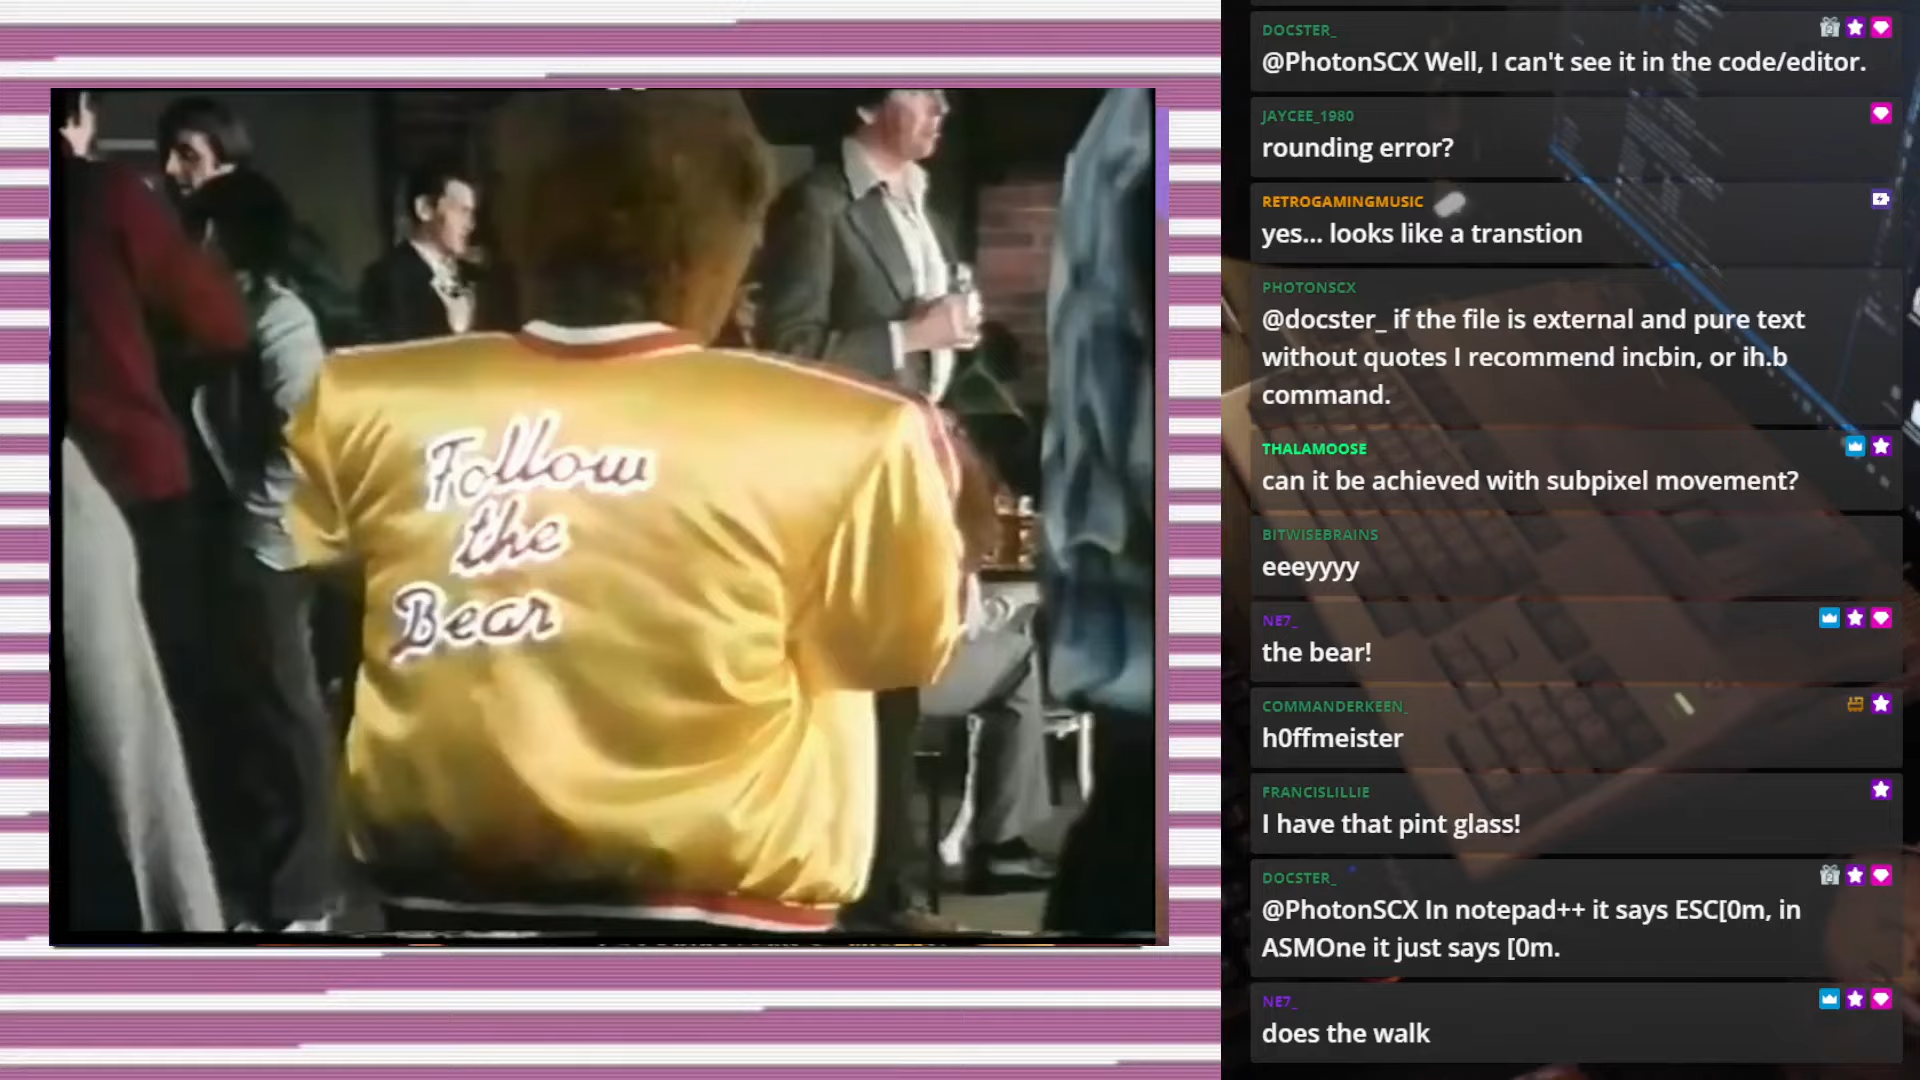 Follow
the
Bear
DOCSTER_
@PhotonSCX Well, I can't see it in the code/editor.
JAYCEE_1980
rounding error?
RETROGAMINGMUSIC
yes... looks like a transtion
PHOTONSCX
@docster_ if the file is external and pure text
without quotes I recommend incbin, or ih.b
command.
THALAMOOSE
can it be achieved with subpixel movement?
BITWISEBRAINS
eeeyyyy
NE7_
the bear!
COMMANDERKEEN_
h0ffmeister
FRANCISLILLIE
I have that pint glass!
DOCSTER_
@PhotonSCX In notepad++ it says ESC[0m, in
ASMOne it just says [0m.
NE7_
does the walk